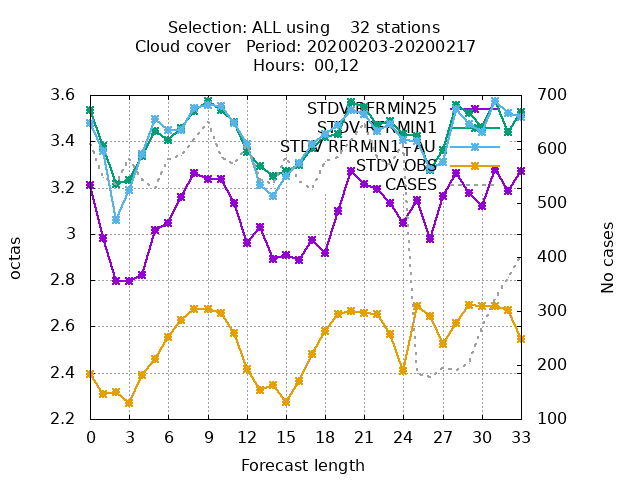 Selection: ALL using    32 stations
Cloud cover   Period: 20200203-20200217
Hours:  00,12
octas
No cases
3.6
3.4
3.2
3
2.8
2.6
2.4
2.2
700
600
500
400
300
200
100
STDV RFRMIN25
STDV RFRMIN1
STDV RFRMIN1_AU
STDV OBS
CASES
0 3 6 9 12 15 18 21 24 27 30 33
Forecast length